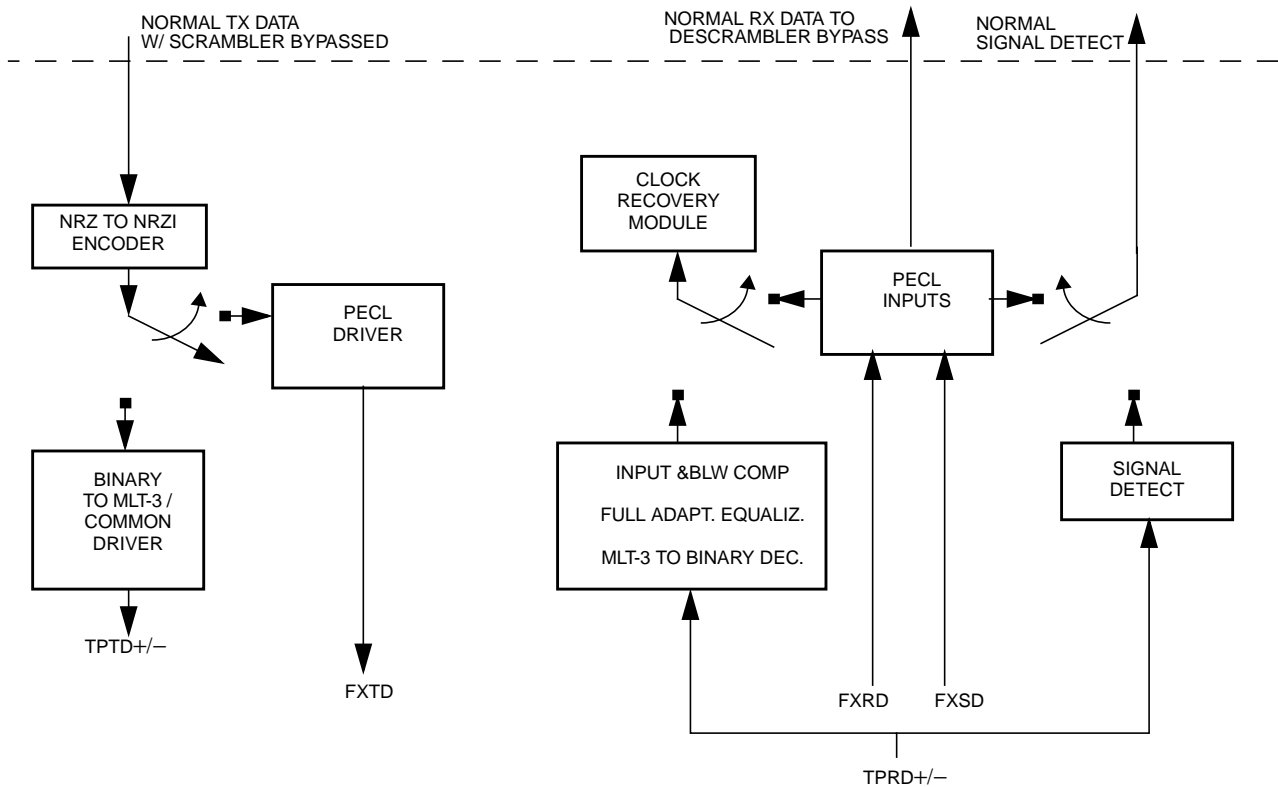 NORMAL TX DATA
W/ SCRAMBLER BYPASSED
NORMAL RX DATA TO
DESCRAMBLER BYPASS
NORMAL
SIGNAL DETECT
NRZ TO NRZI
ENCODER
PECL
DRIVER
BINARY
TO MLT-3 /
COMMON
DRIVER
TPTD+/−
FXTD
CLOCK
RECOVERY
MODULE
PECL
INPUTS
INPUT &BLW COMP
FULL ADAPT. EQUALIZ.
MLT-3 TO BINARY DEC.
SIGNAL
DETECT
FXRD
FXSD
TPRD+/−